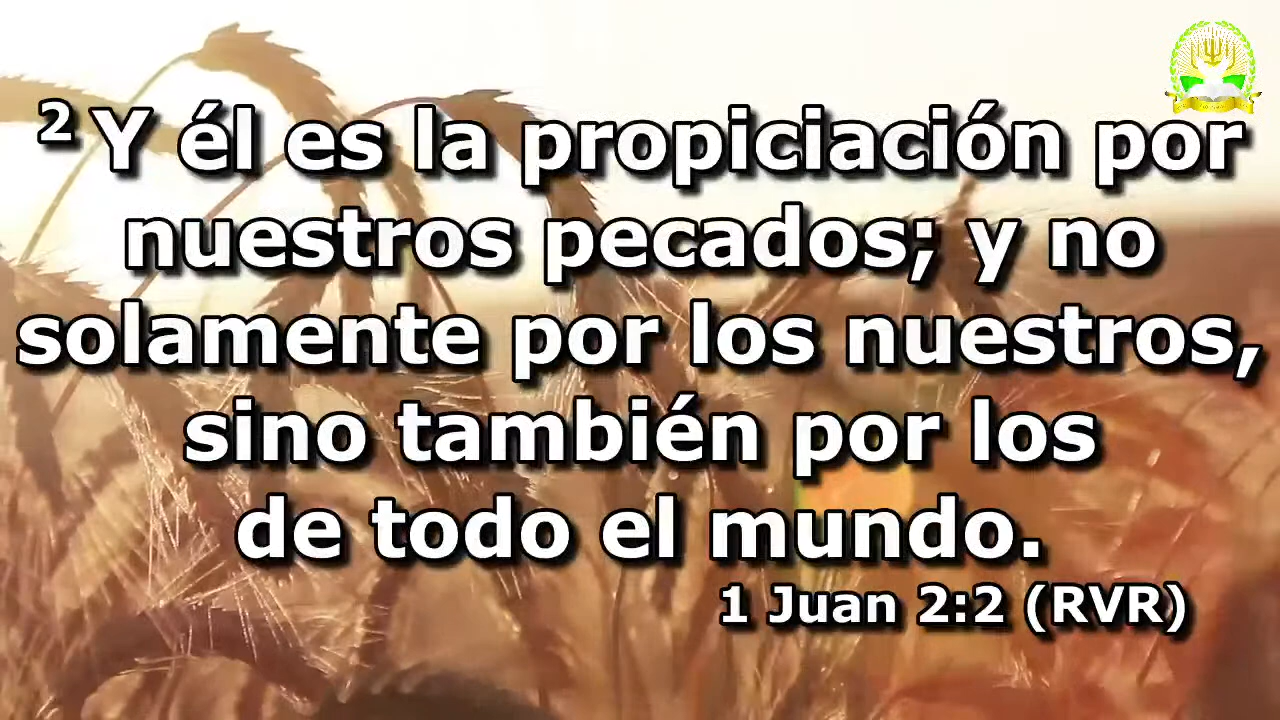 ² Y él es la propiciación por
nuestros pecados; y no
solamente por los nuestros,
sino también por los
de todo el mundo.
1 Juan 2:2 (RVR)